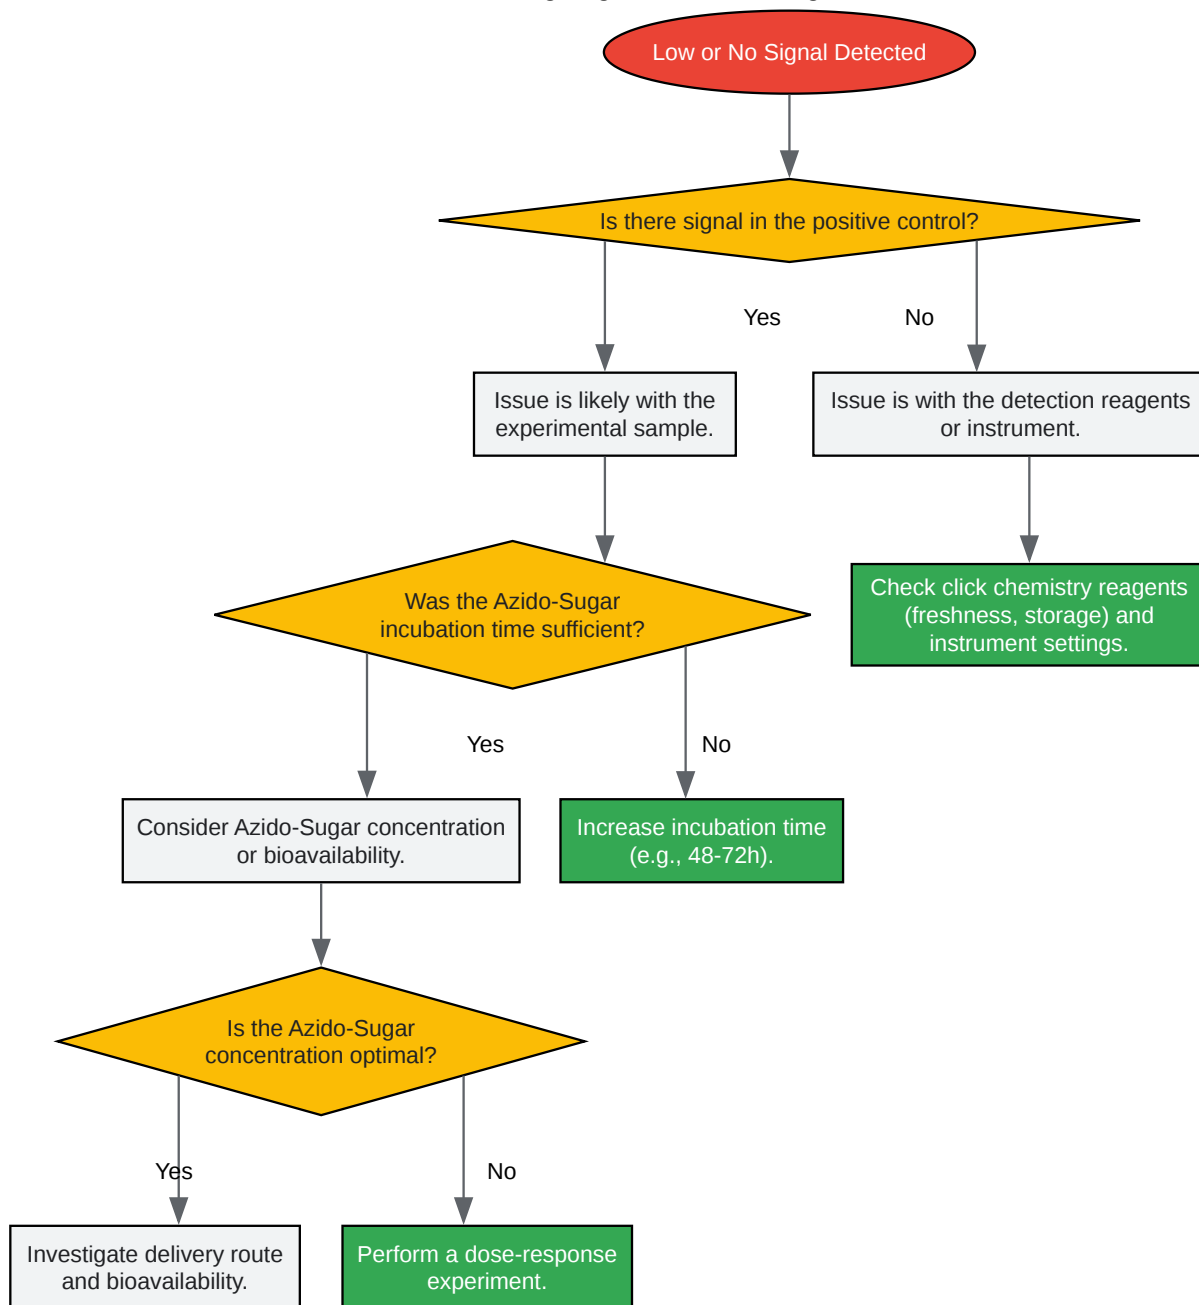 Low or No Signal Detected
Is there signal in the positive control?
Yes
No
Issue is likely with the
experimental sample.
Issue is with the detection reagents
or instrument.
Was the Azido-Sugar
incubation time sufficient?
Check click chemistry reagents
(freshness, storage) and
instrument settings.
Yes
No
Consider Azido-Sugar concentration
or bioavailability.
Increase incubation time
(e.g., 48-72h).
Is the Azido-Sugar
concentration optimal?
Yes
No
Investigate delivery route
and bioavailability.
Perform a dose-response
experiment.